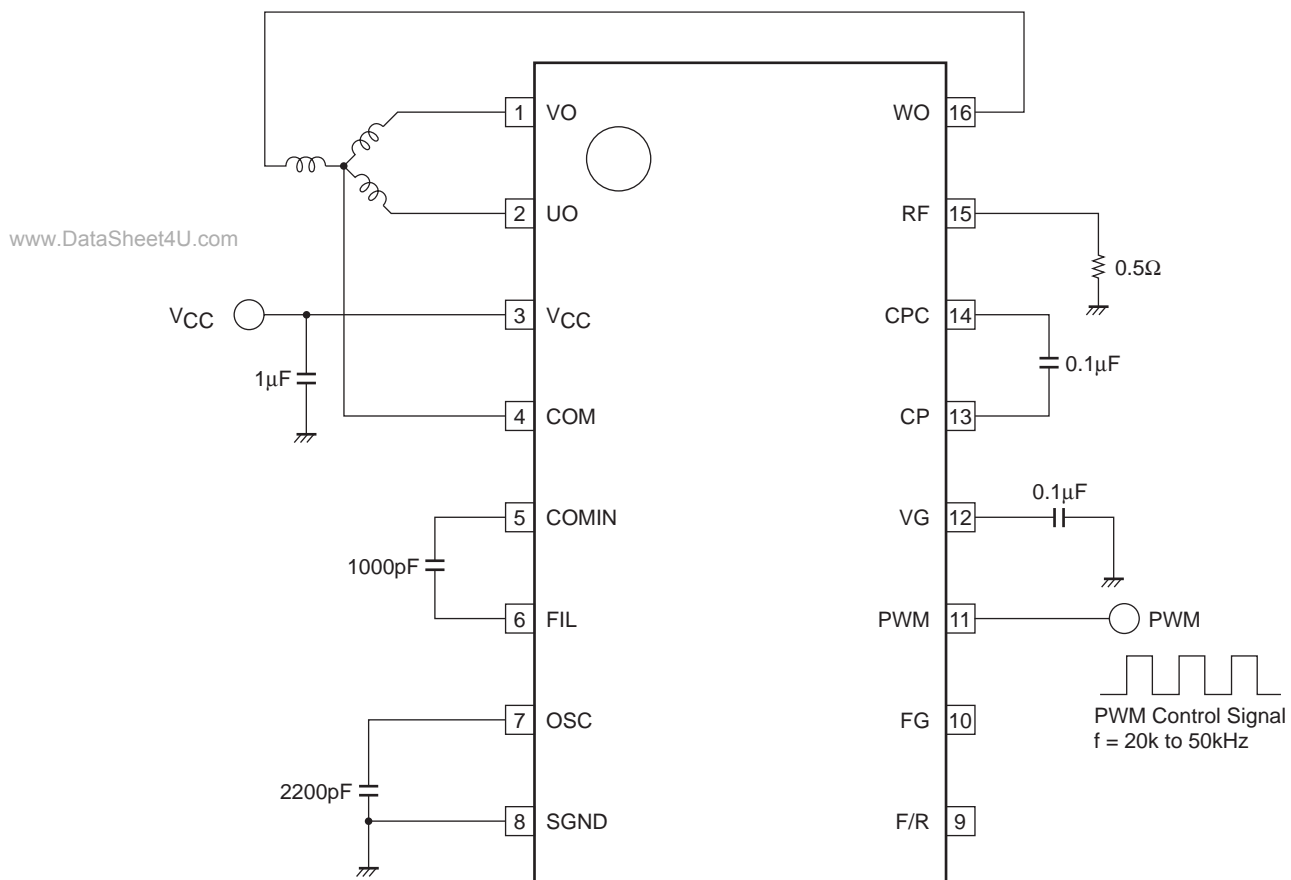 1 VO
WO 16
2 UO
RF 15
www.DataSheet4U.com
0.5Ω
VCC
3 VCC
CPC 14
1μF
0.1μF
4 COM
CP 13
0.1μF
5 COMIN
VG 12
1000pF
6 FIL
PWM 11
PWM
7 OSC
FG 10
PWM Control Signal
f = 20k to 50kHz
2200pF
8 SGND
F/R 9